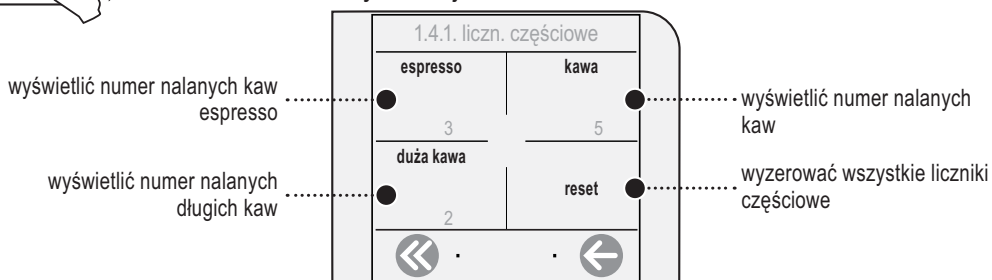 1.4.1. liczn. częściowe
espresso
kawa
3
5
duża kawa
reset
2
wyświetlić numer nalanych kaw
espresso
wyświetlić numer nalanych
długich kaw
wyświetlić numer nalanych
kaw
wyzerować wszystkie liczniki
częściowe